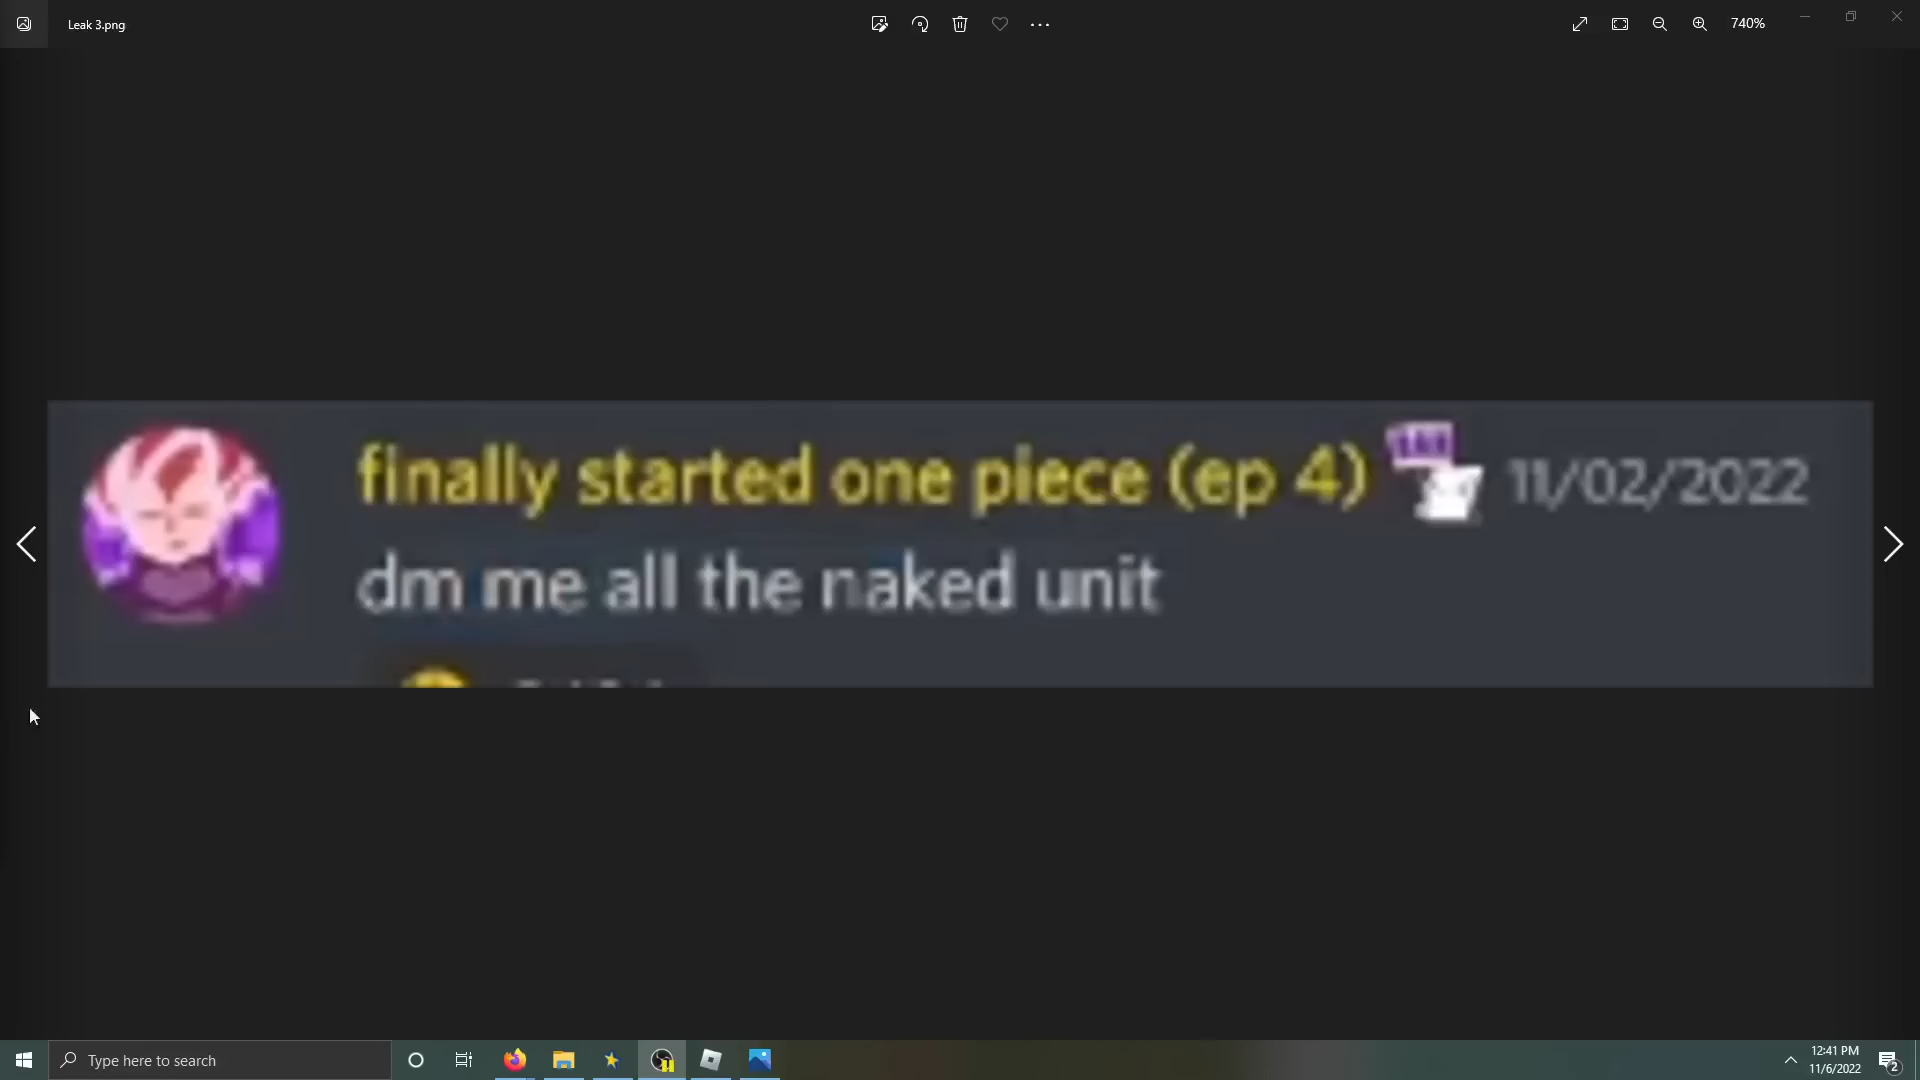 Leak 3.png
740%
finally started one piece (ep 4) 11/02/2022
dm me all the naked unit
Type here to search
12:41 PM
11/6/2022
2